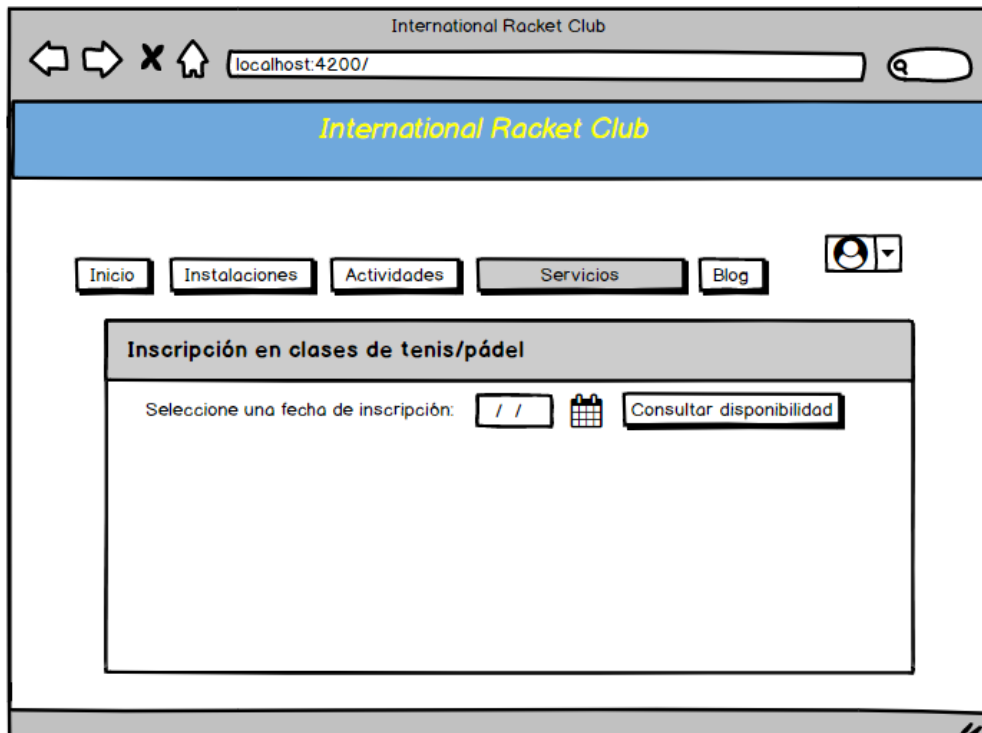 International Racket Club
localhost:4200/
International Racket Club
Inicio Instalaciones Actividades Servicios Blog
Inscripción en clases de tenis/pádel
Seleccione una fecha de inscripción: / / Consultar disponibilidad